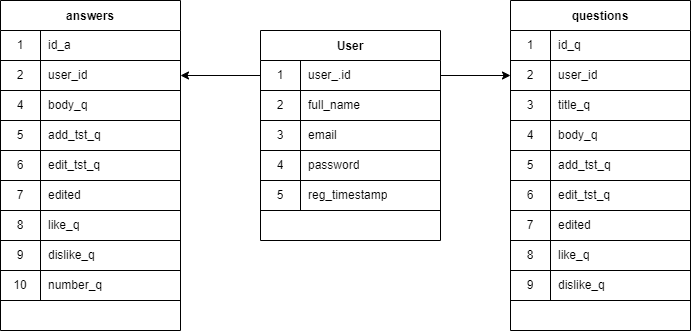 answers
1 id_a
2 user_id
4 body_q
5 add_tst_q
6 edit_tst_q
7 edited
8 like_q
9 dislike_q
10 number_q
User
1 user_.id
2 full_name
3 email
4 password
5 reg_timestamp
questions
1 id_q
2 user_id
3 title_q
4 body_q
5 add_tst_q
6 edit_tst_q
7 edited
8 like_q
9 dislike_q